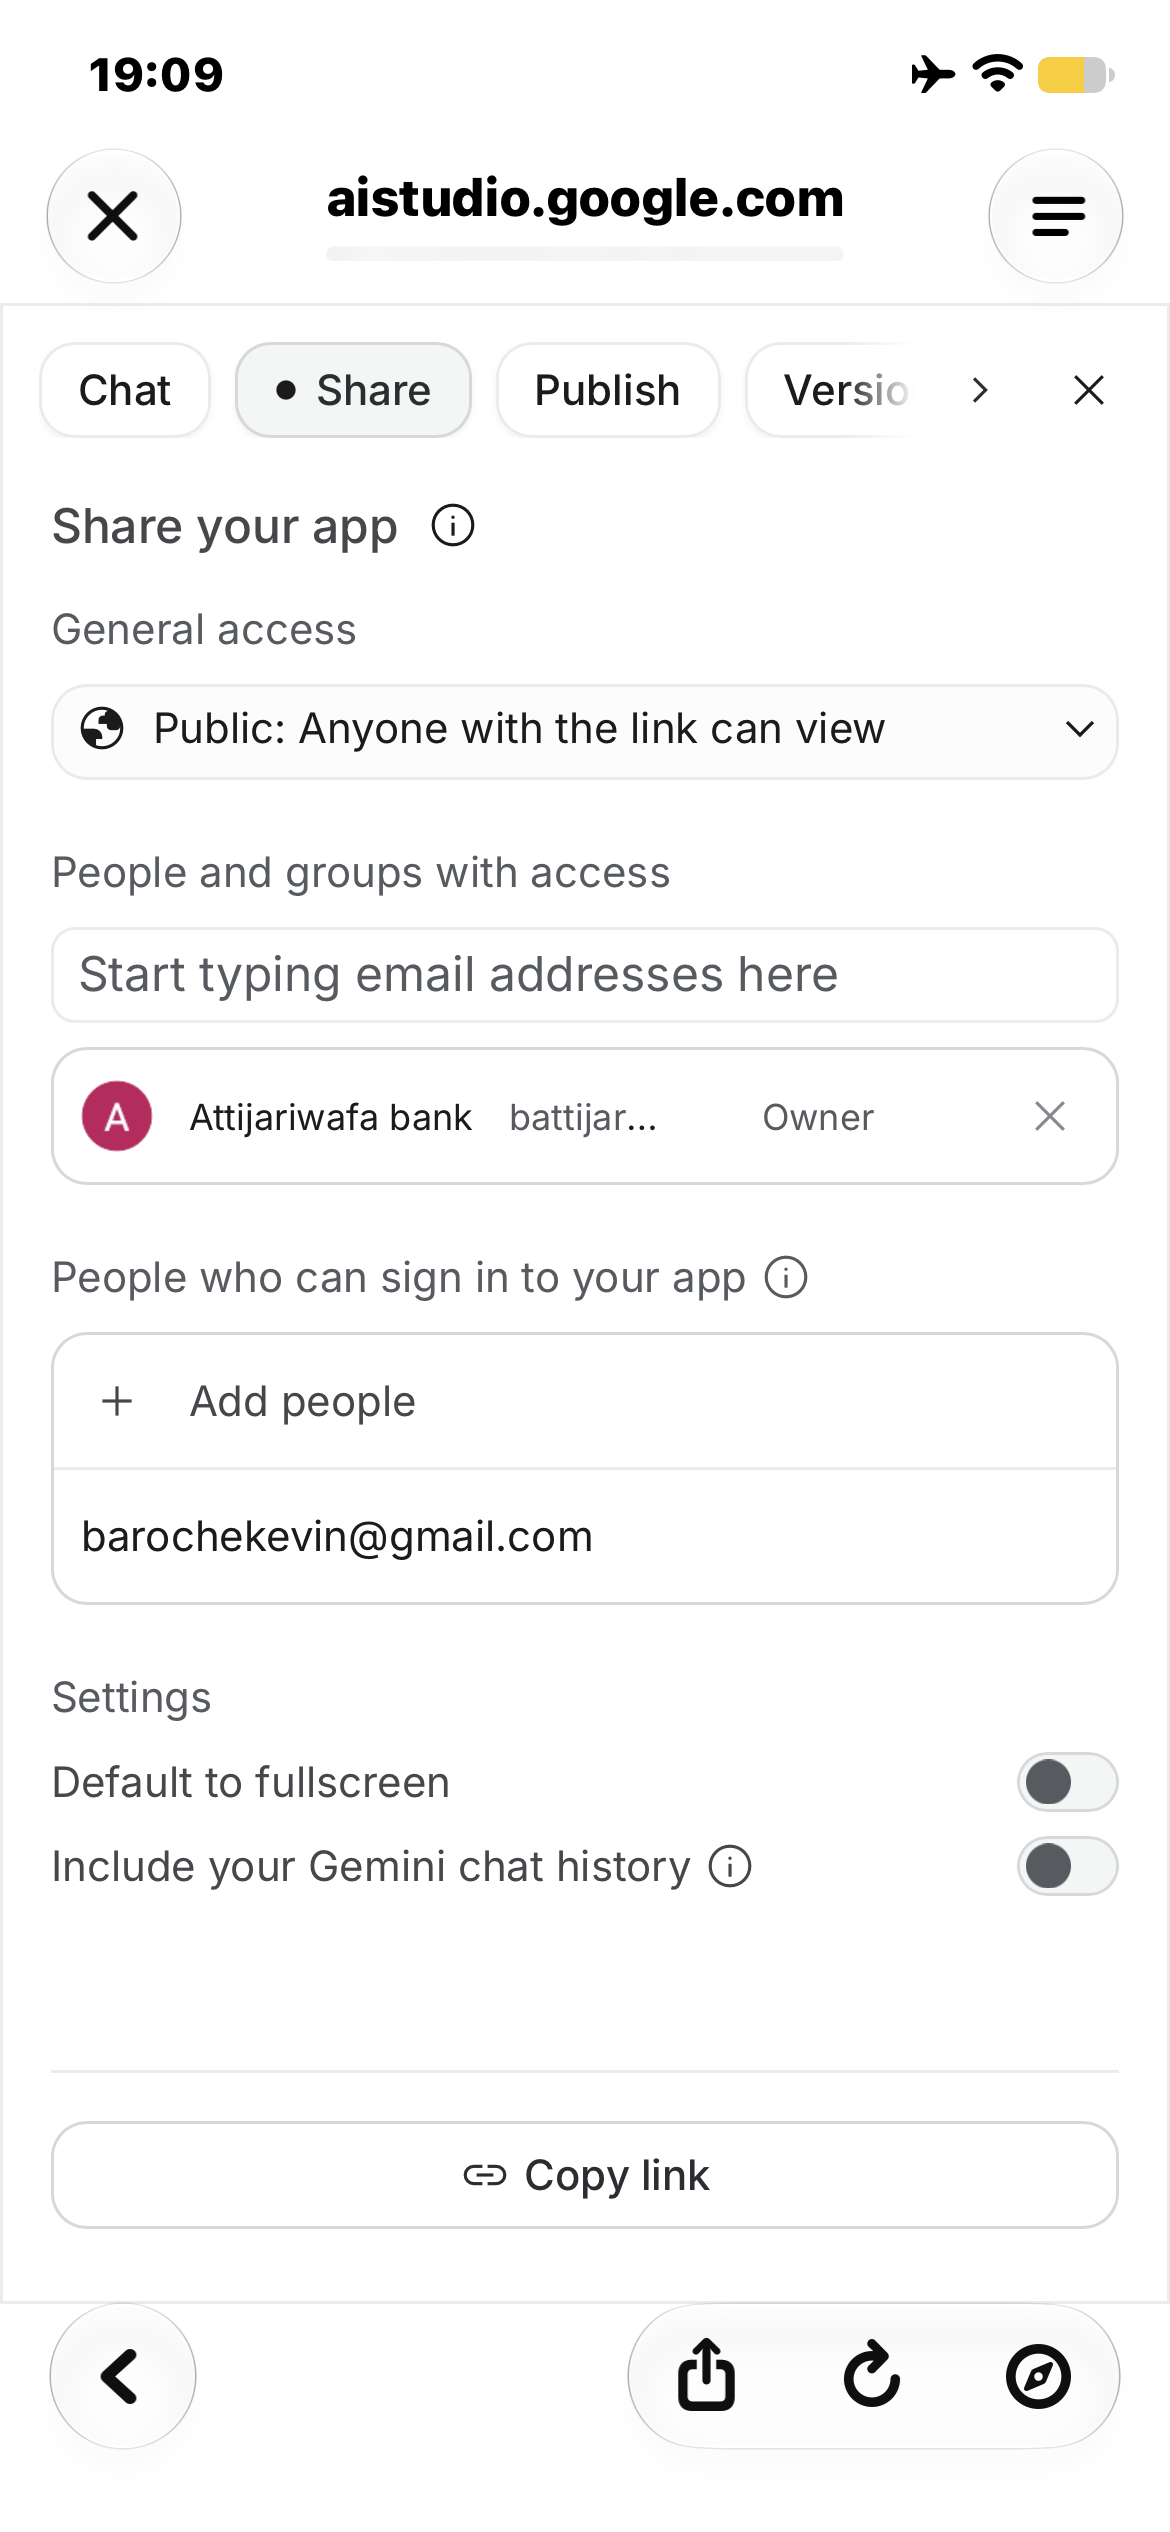 19:09
aistudio.google.com
Chat
Share
Publish
Versio
Share your app
General access
Public: Anyone with the link can view
People and groups with access
Start typing email addresses here
A Attijariwafa bank battijar... Owner
People who can sign in to your app
+ Add people
barochekevin@gmail.com
Settings
Default to fullscreen
Include your Gemini chat history
Copy link